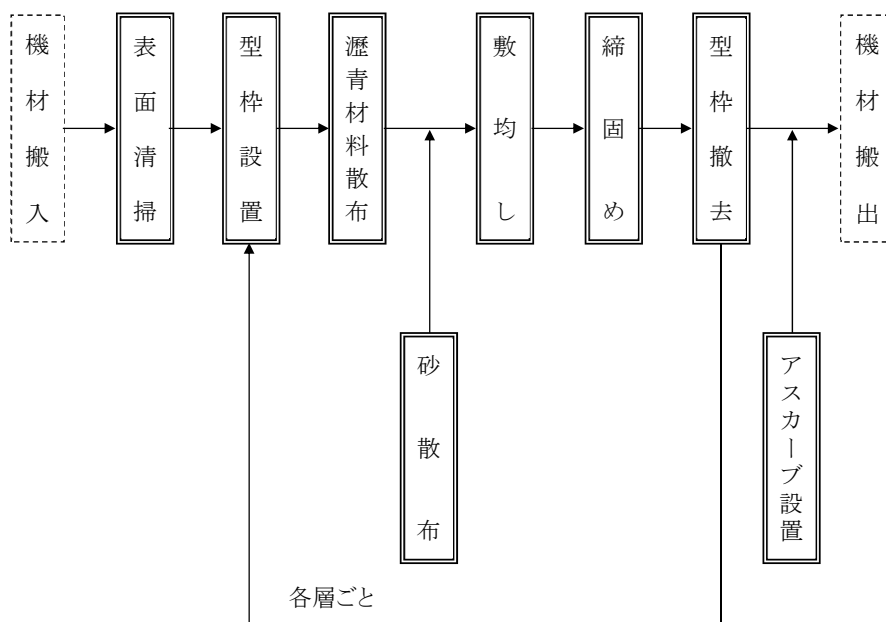 機材搬入
表面清掃
型枠設置
瀝青材料散布
敷均し
締固め
型枠撤去
機材搬出
砂散布
アスカーブ設置
各層ごと